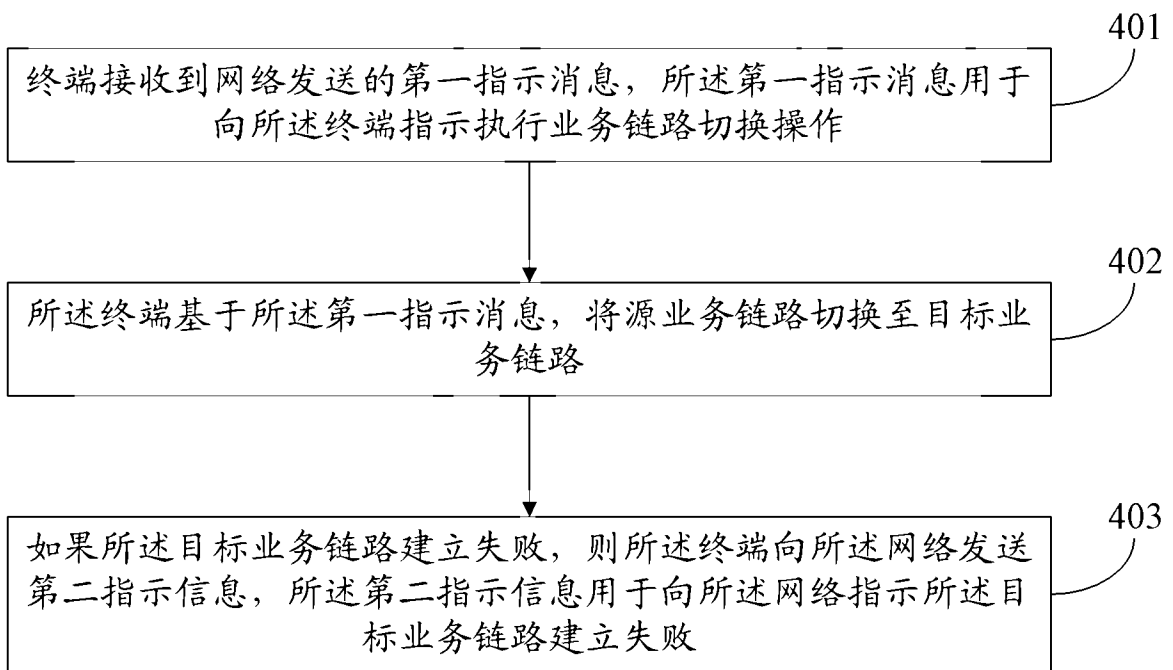 401
终端接收到网络发送的第一指示消息，所述第一指示消息用于
向所述终端指示执行业务链路切换操作
402
所述终端基于所述第一指示消息，将源业务链路切换至目标业
务链路
403
如果所述目标业务链路建立失败，则所述终端向所述网络发送
第二指示信息，所述第二指示信息用于向所述网络指示所述目
标业务链路建立失败